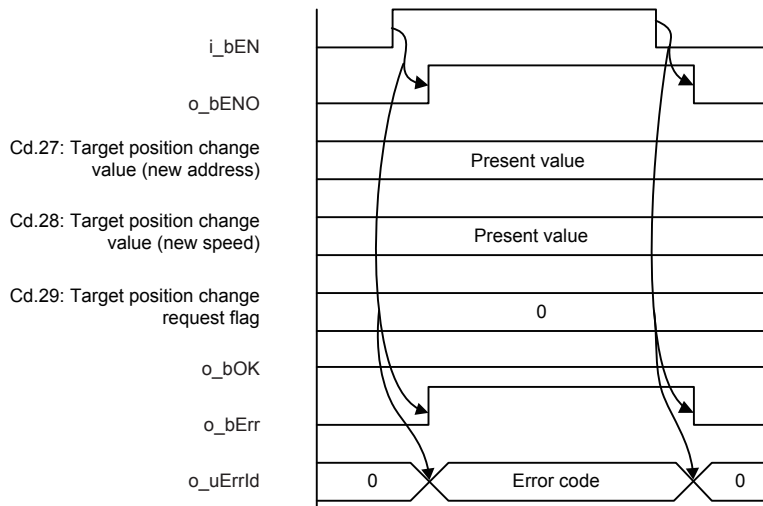 i_bEN
o_bENO
Cd.27: Target position change
value (new address)
Present value
Cd.28: Target position change
value (new speed)
Present value
Cd.29: Target position change
request flag
0
o_bOK
o_bErr
o_uErrId
0
Error code
0